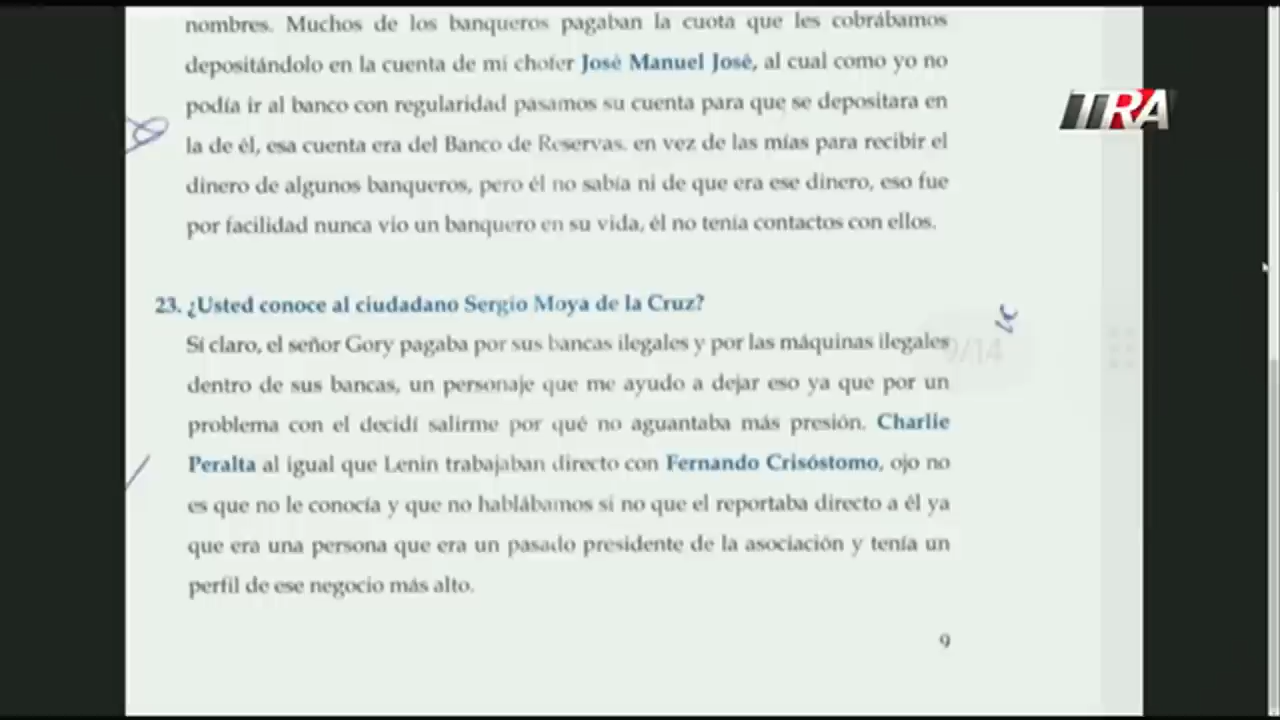 nombres. Muchos de los banqueros pagaban la cuota que les cobrábamos
depositándolo en la cuenta de mi chofer José Manuel José, al cual como yo no
podía ir al banco con regularidad pasamos su cuenta para que se depositara en
la de él, esa cuenta era del Banco de Reservas. en vez de las mías para recibir el
dinero de algunos banqueros, pero él no sabía ni de que era ese dinero, eso fue
por facilidad nunca vio un banquero en su vida, él no tenía contactos con ellos.
TRA
23. ¿Usted conoce al ciudadano Sergio Moya de la Cruz?
Sí claro, el señor Gory pagaba por sus bancas ilegales y por las máquinas ilegales
9/14
dentro de sus bancas, un personaje que me ayudo a dejar eso ya que por un
problema con el decidí salirme por qué no aguantaba más presión. Charlie
Peralta al igual que Lenin trabajaban directo con Fernando Crisóstomo, ojo no
es que no le conocía y que no hablábamos si no que el reportaba directo a él ya
que era una persona que era un pasado presidente de la asociación y tenía un
perfil de ese negocio más alto.
9